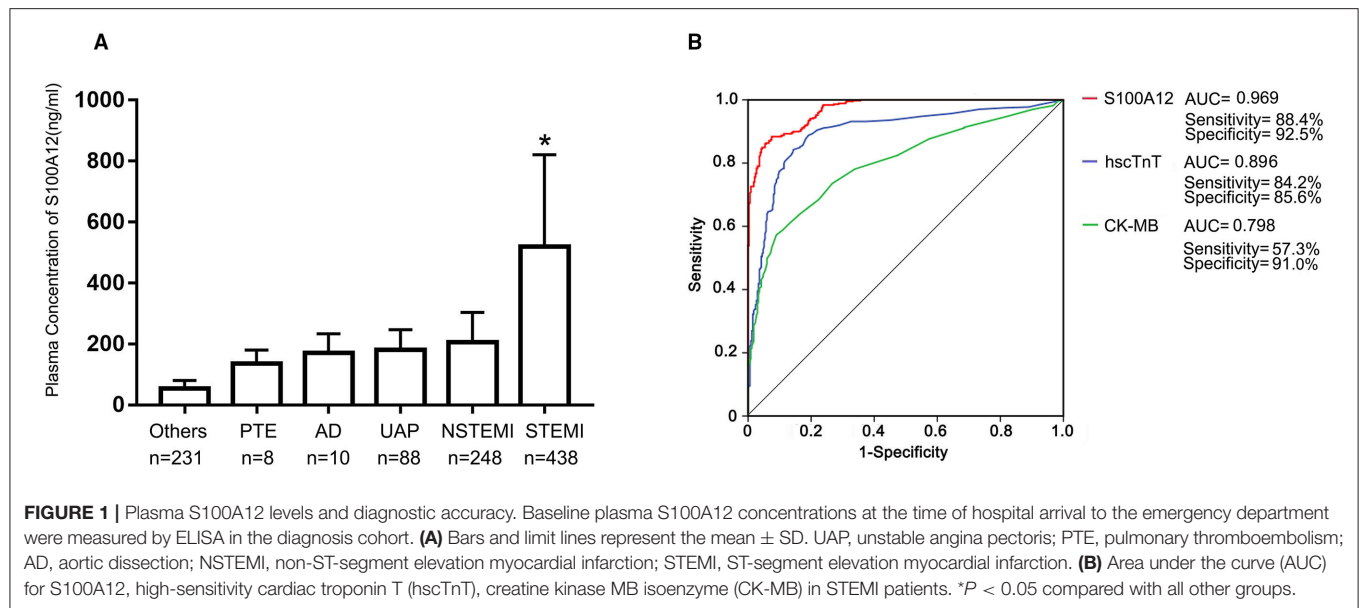 A
Plasma Concentration of S100A12(ng/ml)
1000
800
600
400
200
0
*
Others PTE AD UAP NSTEMI STEMI
n=231 n=8 n=10 n=88 n=248 n=438
B
Sensitivity
1.0
0.8
0.6
0.4
0.2
0
0 0.2 0.4 0.6 0.8 1.0
1-Specificity
S100A12 AUC= 0.969
Sensitivity= 88.4%
Specificity= 92.5%
hscTnT AUC= 0.896
Sensitivity= 84.2%
Specificity= 85.6%
CK-MB AUC= 0.798
Sensitivity= 57.3%
Specificity= 91.0%
FIGURE 1 | Plasma S100A12 levels and diagnostic accuracy. Baseline plasma S100A12 concentrations at the time of hospital arrival to the emergency department
were measured by ELISA in the diagnosis cohort. (A) Bars and limit lines represent the mean ± SD. UAP, unstable angina pectoris; PTE, pulmonary thromboembolism;
AD, aortic dissection; NSTEMI, non-ST-segment elevation myocardial infarction; STEMI, ST-segment elevation myocardial infarction. (B) Area under the curve (AUC)
for S100A12, high-sensitivity cardiac troponin T (hscTnT), creatine kinase MB isoenzyme (CK-MB) in STEMI patients. *P < 0.05 compared with all other groups.